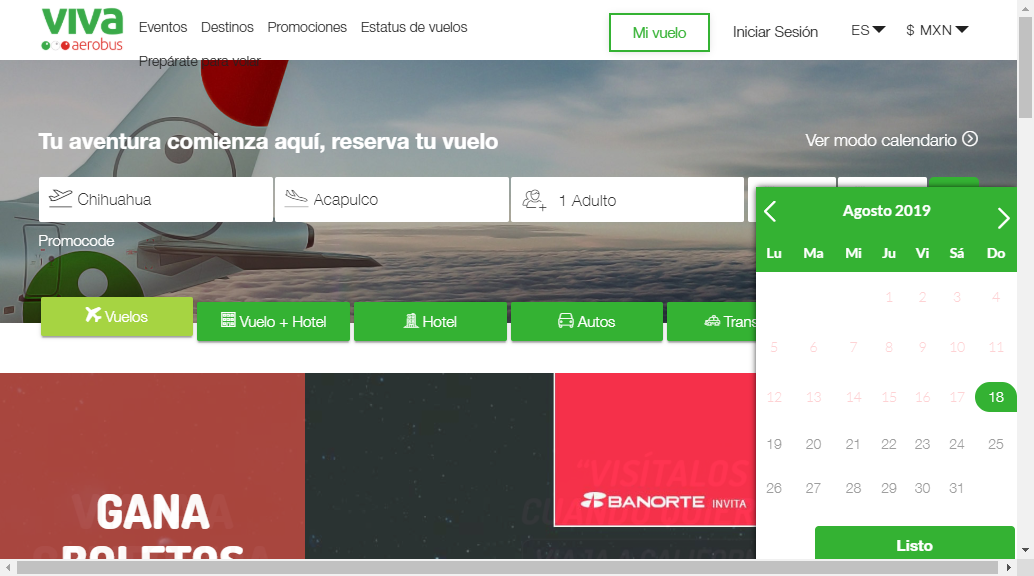 viva
aerobus
Eventos Destinos Promociones Estatus de vuelos
Prepárate para volar
Mi vuelo
Iniciar Sesión
ES
$ MXN
Tu aventura comienza aquí, reserva tu vuelo
Ver modo calendario
Chihuahua
Acapulco
1 Adulto
Promocode
Agosto 2019
Lu Ma Mi Ju Vi Sá Do
1 2 3 4
5 6 7 8 9 10 11
12 13 14 15 16 17 18
19 20 21 22 23 24 25
26 27 28 29 30 31
Listo
Vuelos
Vuelo + Hotel
Hotel
Autos
Trans
GANA
BOLETOS
"VISÍTALOS
CUANDO
VIAJA A
BANORTE INVITA